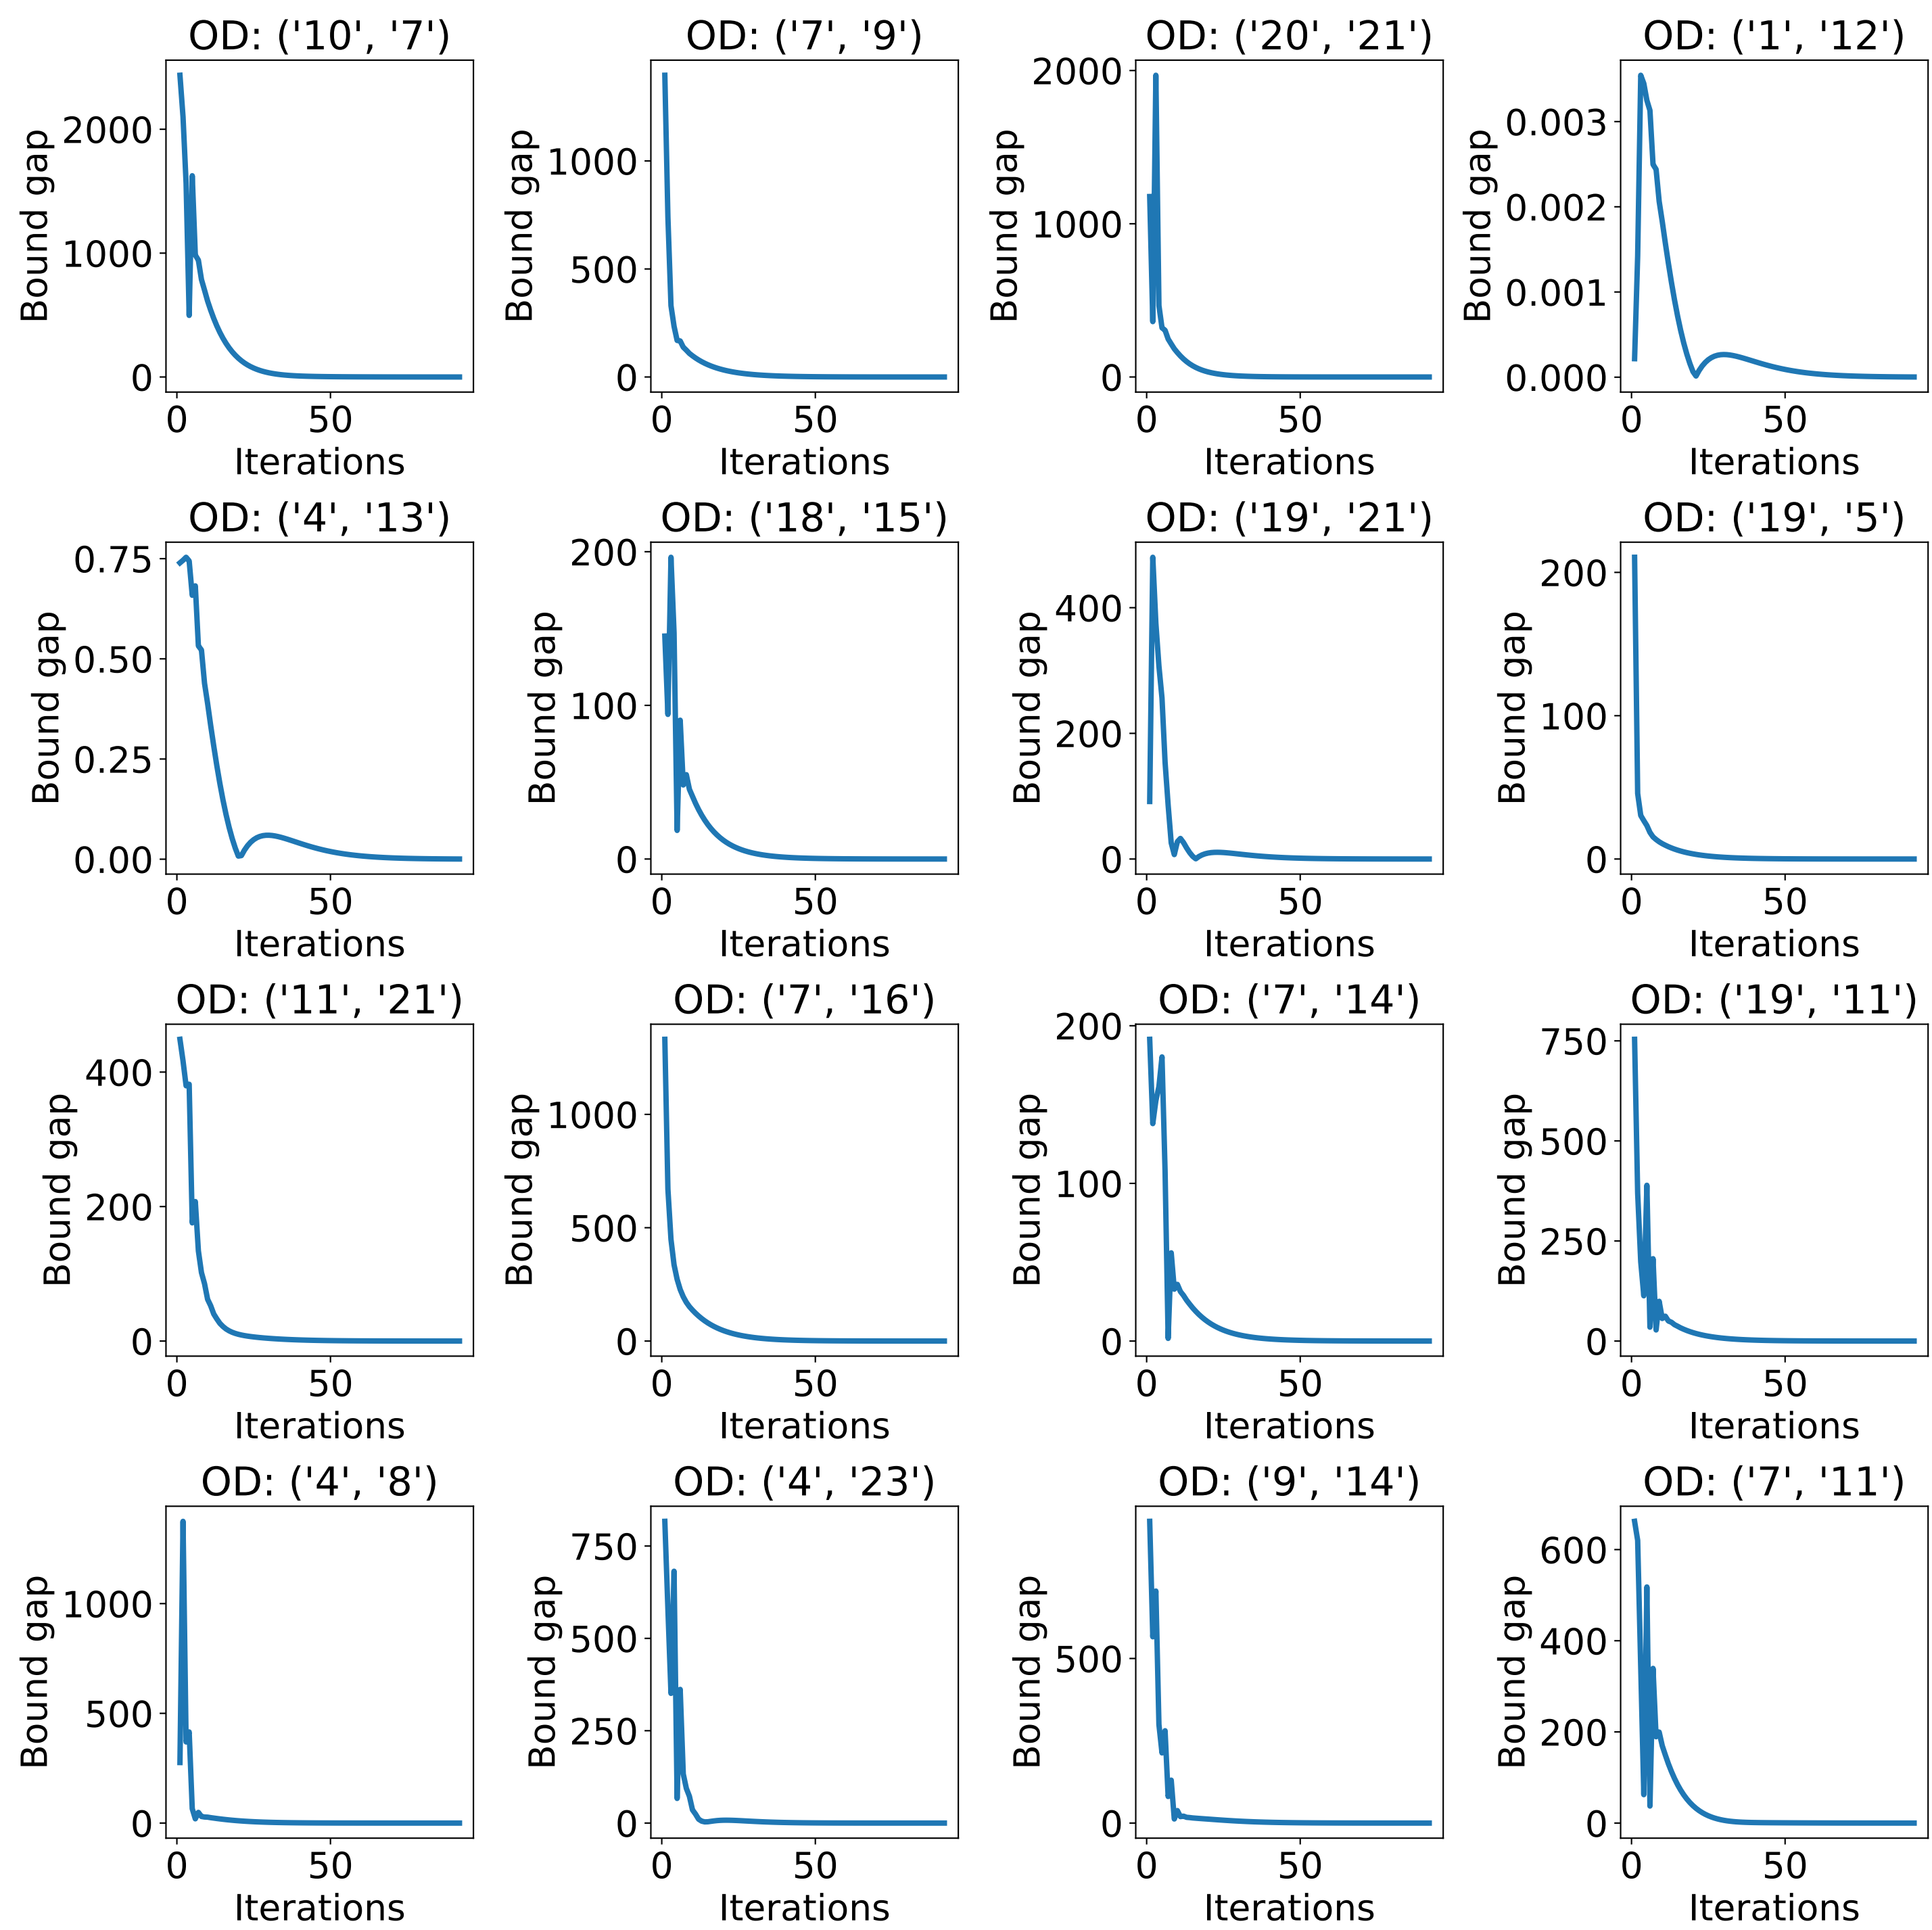 OD: ('10', '7')
Bound gap
2000
1000
0
0 50
Iterations
OD: ('7', '9')
Bound gap
1000
500
0
0 50
Iterations
OD: ('20', '21')
Bound gap
2000
1000
0
0 50
Iterations
OD: ('1', '12')
Bound gap
0.003
0.002
0.001
0.000
0 50
Iterations
OD: ('4', '13')
Bound gap
0.75
0.50
0.25
0.00
0 50
Iterations
OD: ('18', '15')
Bound gap
200
100
0
0 50
Iterations
OD: ('19', '21')
Bound gap
400
200
0
0 50
Iterations
OD: ('19', '5')
Bound gap
200
100
0
0 50
Iterations
OD: ('11', '21')
Bound gap
400
200
0
0 50
Iterations
OD: ('7', '16')
Bound gap
1000
500
0
0 50
Iterations
OD: ('7', '14')
Bound gap
200
100
0
0 50
Iterations
OD: ('19', '11')
Bound gap
750
500
250
0
0 50
Iterations
OD: ('4', '8')
Bound gap
1000
500
0
0 50
Iterations
OD: ('4', '23')
Bound gap
750
500
250
0
0 50
Iterations
OD: ('9', '14')
Bound gap
500
0
0 50
Iterations
OD: ('7', '11')
Bound gap
600
400
200
0
0 50
Iterations